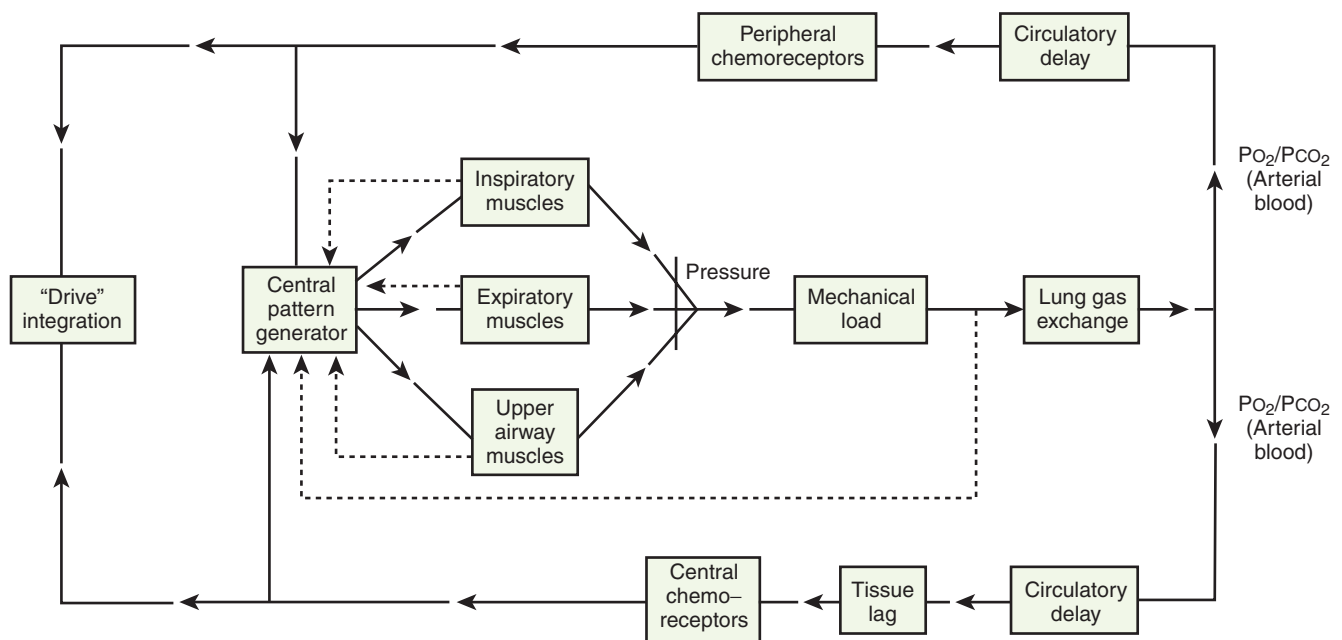 Peripheral
chemoreceptors
Circulatory
delay
PO2/PCO2
(Arterial
blood)
Inspiratory
muscles
"Drive"
integration
Central
pattern
generator
Expiratory
muscles
Pressure
Mechanical
load
Lung gas
exchange
Upper
airway
muscles
PO2/PCO2
(Arterial
blood)
Central
chemo–
receptors
Tissue
lag
Circulatory
delay